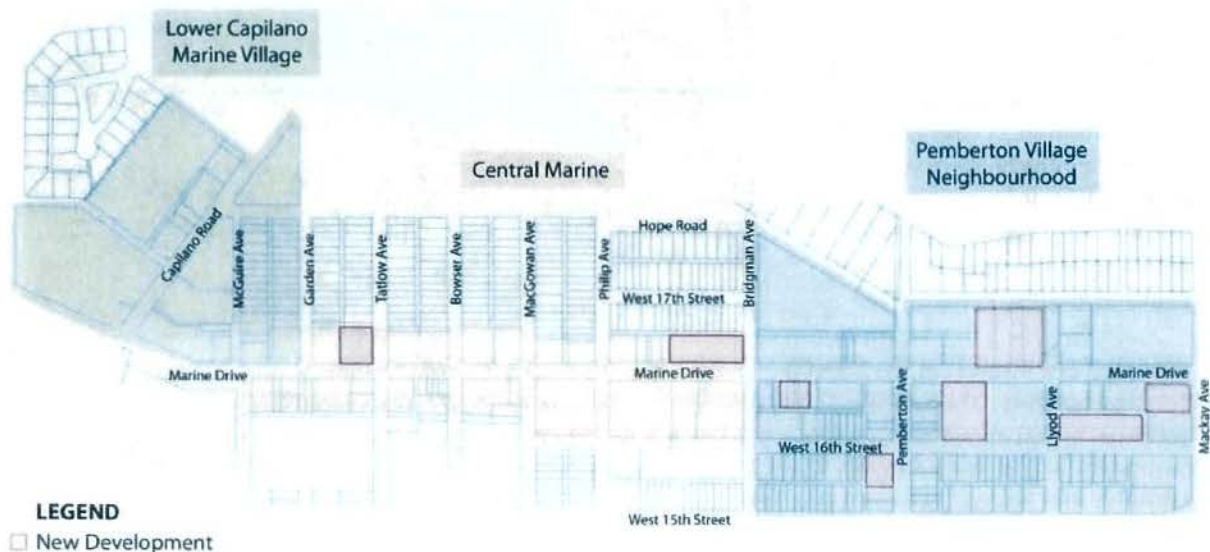 Lower Capilano
Marine Village
Central Marine
Pemberton Village
Neighbourhood
Capilano Road
McGuire Ave
Garden Ave
Tatlow Ave
Bowser Ave
MacGowan Ave
Philip Ave
Hope Road
West 17th Street
Bridgman Ave
Marine Drive
Marine Drive
Marine Drive
Pemberton Ave
Llyod Ave
Mackay Ave
West 16th Street
West 15th Street
LEGEND
New Development